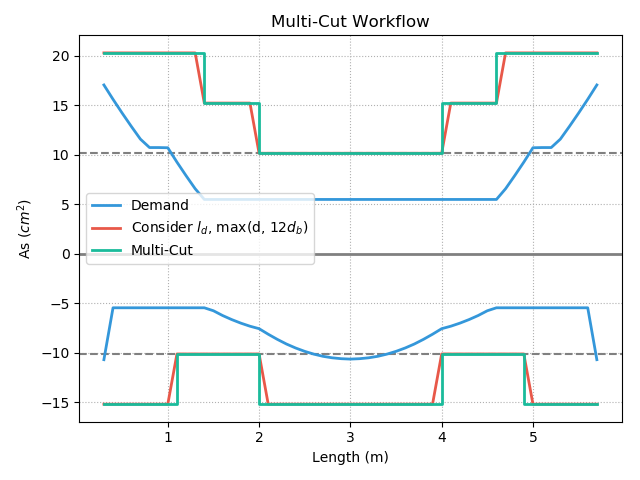 Multi-Cut Workflow
20
15
10
5
0
−5
−10
−15
As (cm²)
Demand
Consider l_d, max(d, 12d_b)
Multi-Cut
1 2 3 4 5
Length (m)